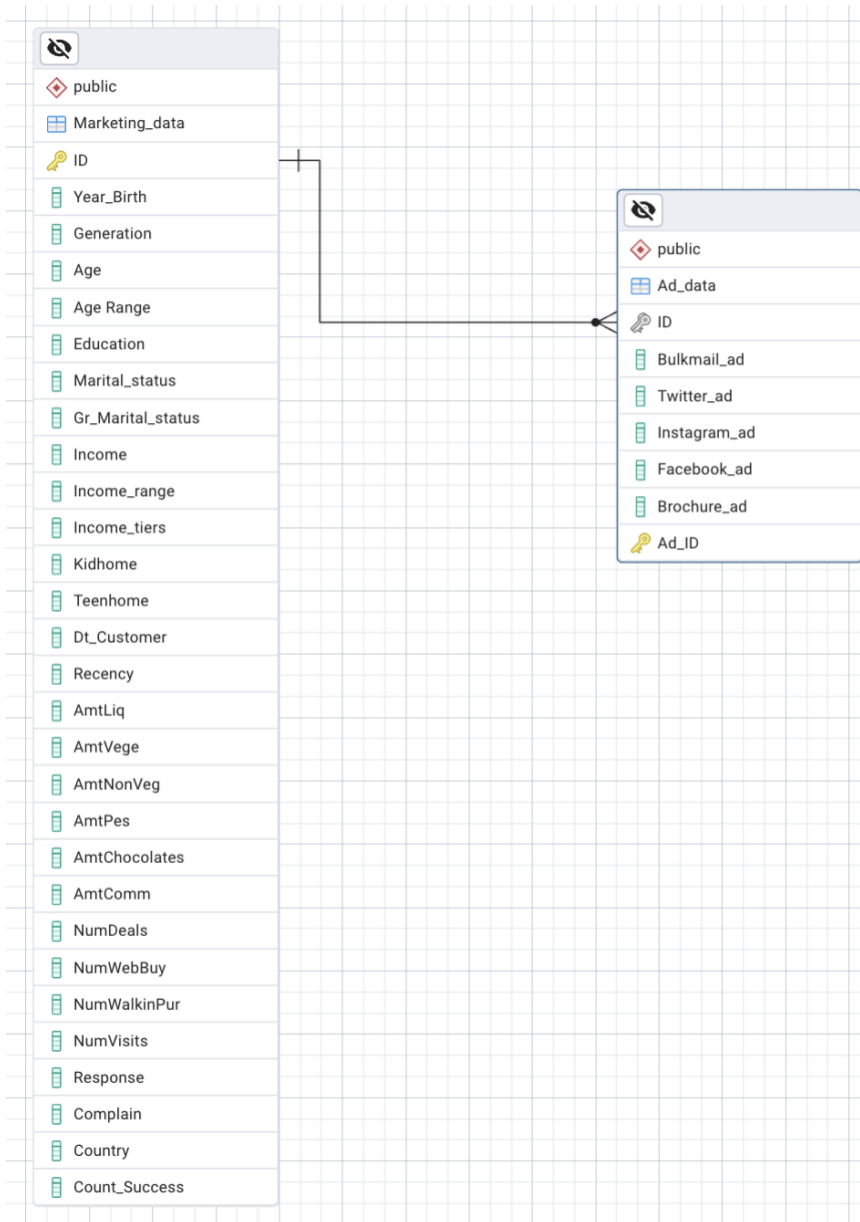 public
Marketing_data
ID
Year_Birth
Generation
Age
Age Range
Education
Marital_status
Gr_Marital_status
Income
Income_range
Income_tiers
Kidhome
Teenhome
Dt_Customer
Recency
AmtLiq
AmtVege
AmtNonVeg
AmtPes
AmtChocolates
AmtComm
NumDeals
NumWebBuy
NumWalkinPur
NumVisits
Response
Complain
Country
Count_Success
public
Ad_data
ID
Bulkmail_ad
Twitter_ad
Instagram_ad
Facebook_ad
Brochure_ad
Ad_ID